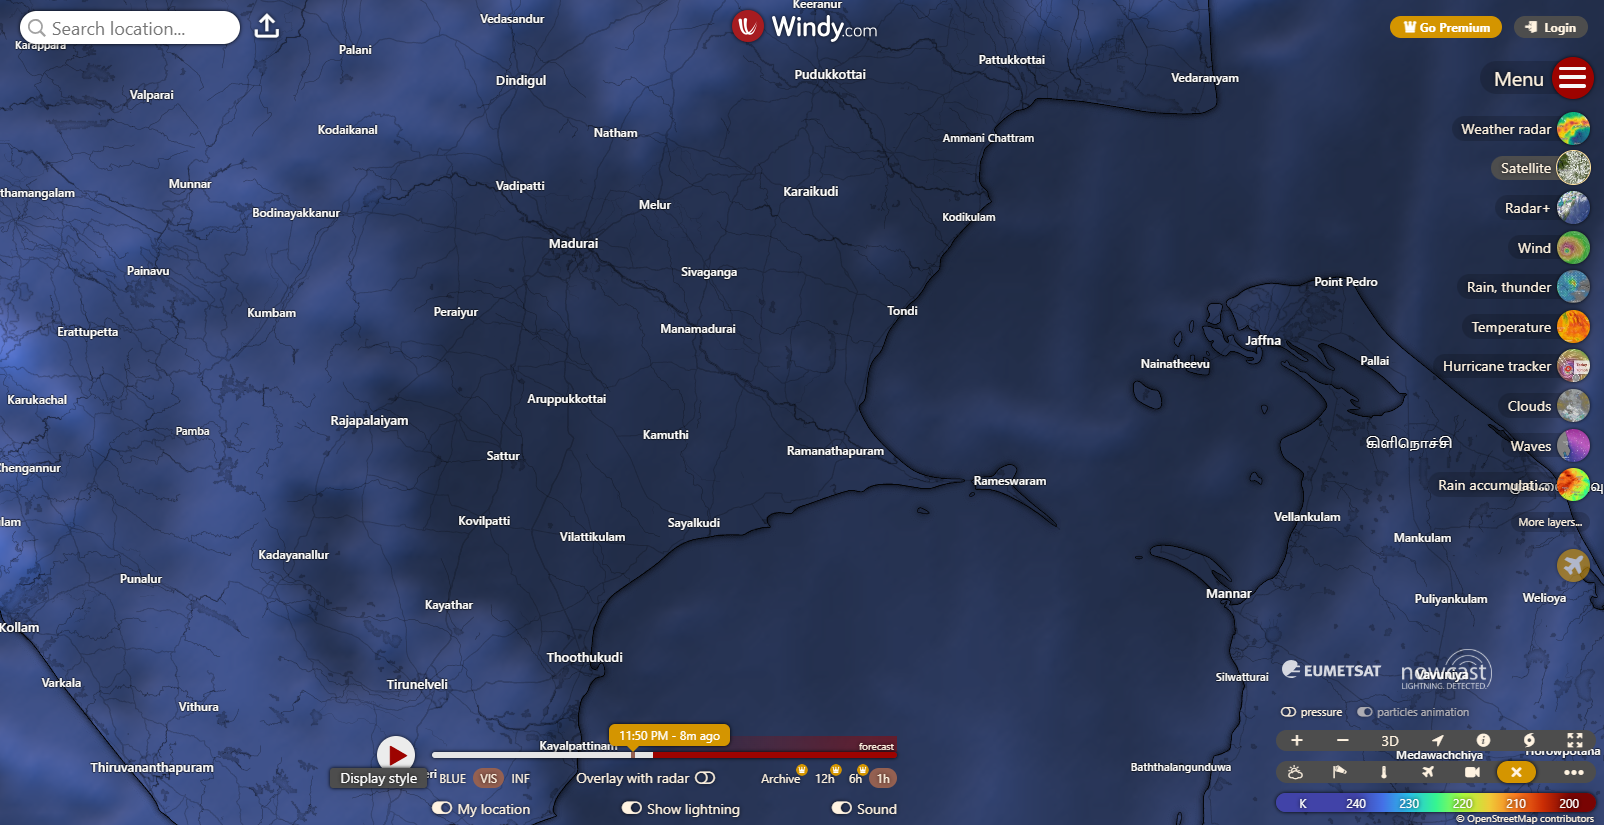 Search location...
Windy.com
Go Premium
Login
Menu
Weather radar
Satellite
Radar+
Wind
Rain, thunder
Temperature
Hurricane tracker
Clouds
Waves
Rain accumulati...
More layers...
Keeranur
Vedasandur
Karappara
Palani
Pattukkottai
Pudukkottai
Vedaranyam
Dindigul
Valparai
Kodaikanal
Natham
Ammani Chattram
Munnar
Vadipatti
Karaikudi
thamangalam
Melur
Bodinayakkanur
Kodikulam
Madurai
Painavu
Sivaganga
Point Pedro
Kumbam
Peraiyur
Tondi
Erattupetta
Manamadurai
Jaffna
Nainatheevu
Pallai
Karukachal
Aruppukkottai
Rajapalaiyam
Pamba
Kamuthi
கிளிநொச்சி
Ramanathapuram
Sattur
Chengannur
Rameswaram
Vellankulam
lam
Kovilpatti
Sayalkudi
Vilattikulam
Mankulam
Kadayanallur
Punalur
Mannar
Puliyankulam
Welioya
Kayathar
Kollam
Thoothukudi
Silwatturai
Vavuniya
Varkala
Tirunelveli
Vithura
Kayalpattinam
Thiruvananthapuram
Baththalangunduwa
Medawachchiya
Horowpotana
EUMETSAT
nowcast
LIGHTNING. DETECTED.
pressure
particles animation
3D
K 240 230 220 210 200
© OpenStreetMap contributors
11:50 PM - 8m ago
forecast
Display style
eri
BLUE VIS INF
Overlay with radar
Archive 12h 6h 1h
My location
Show lightning
Sound